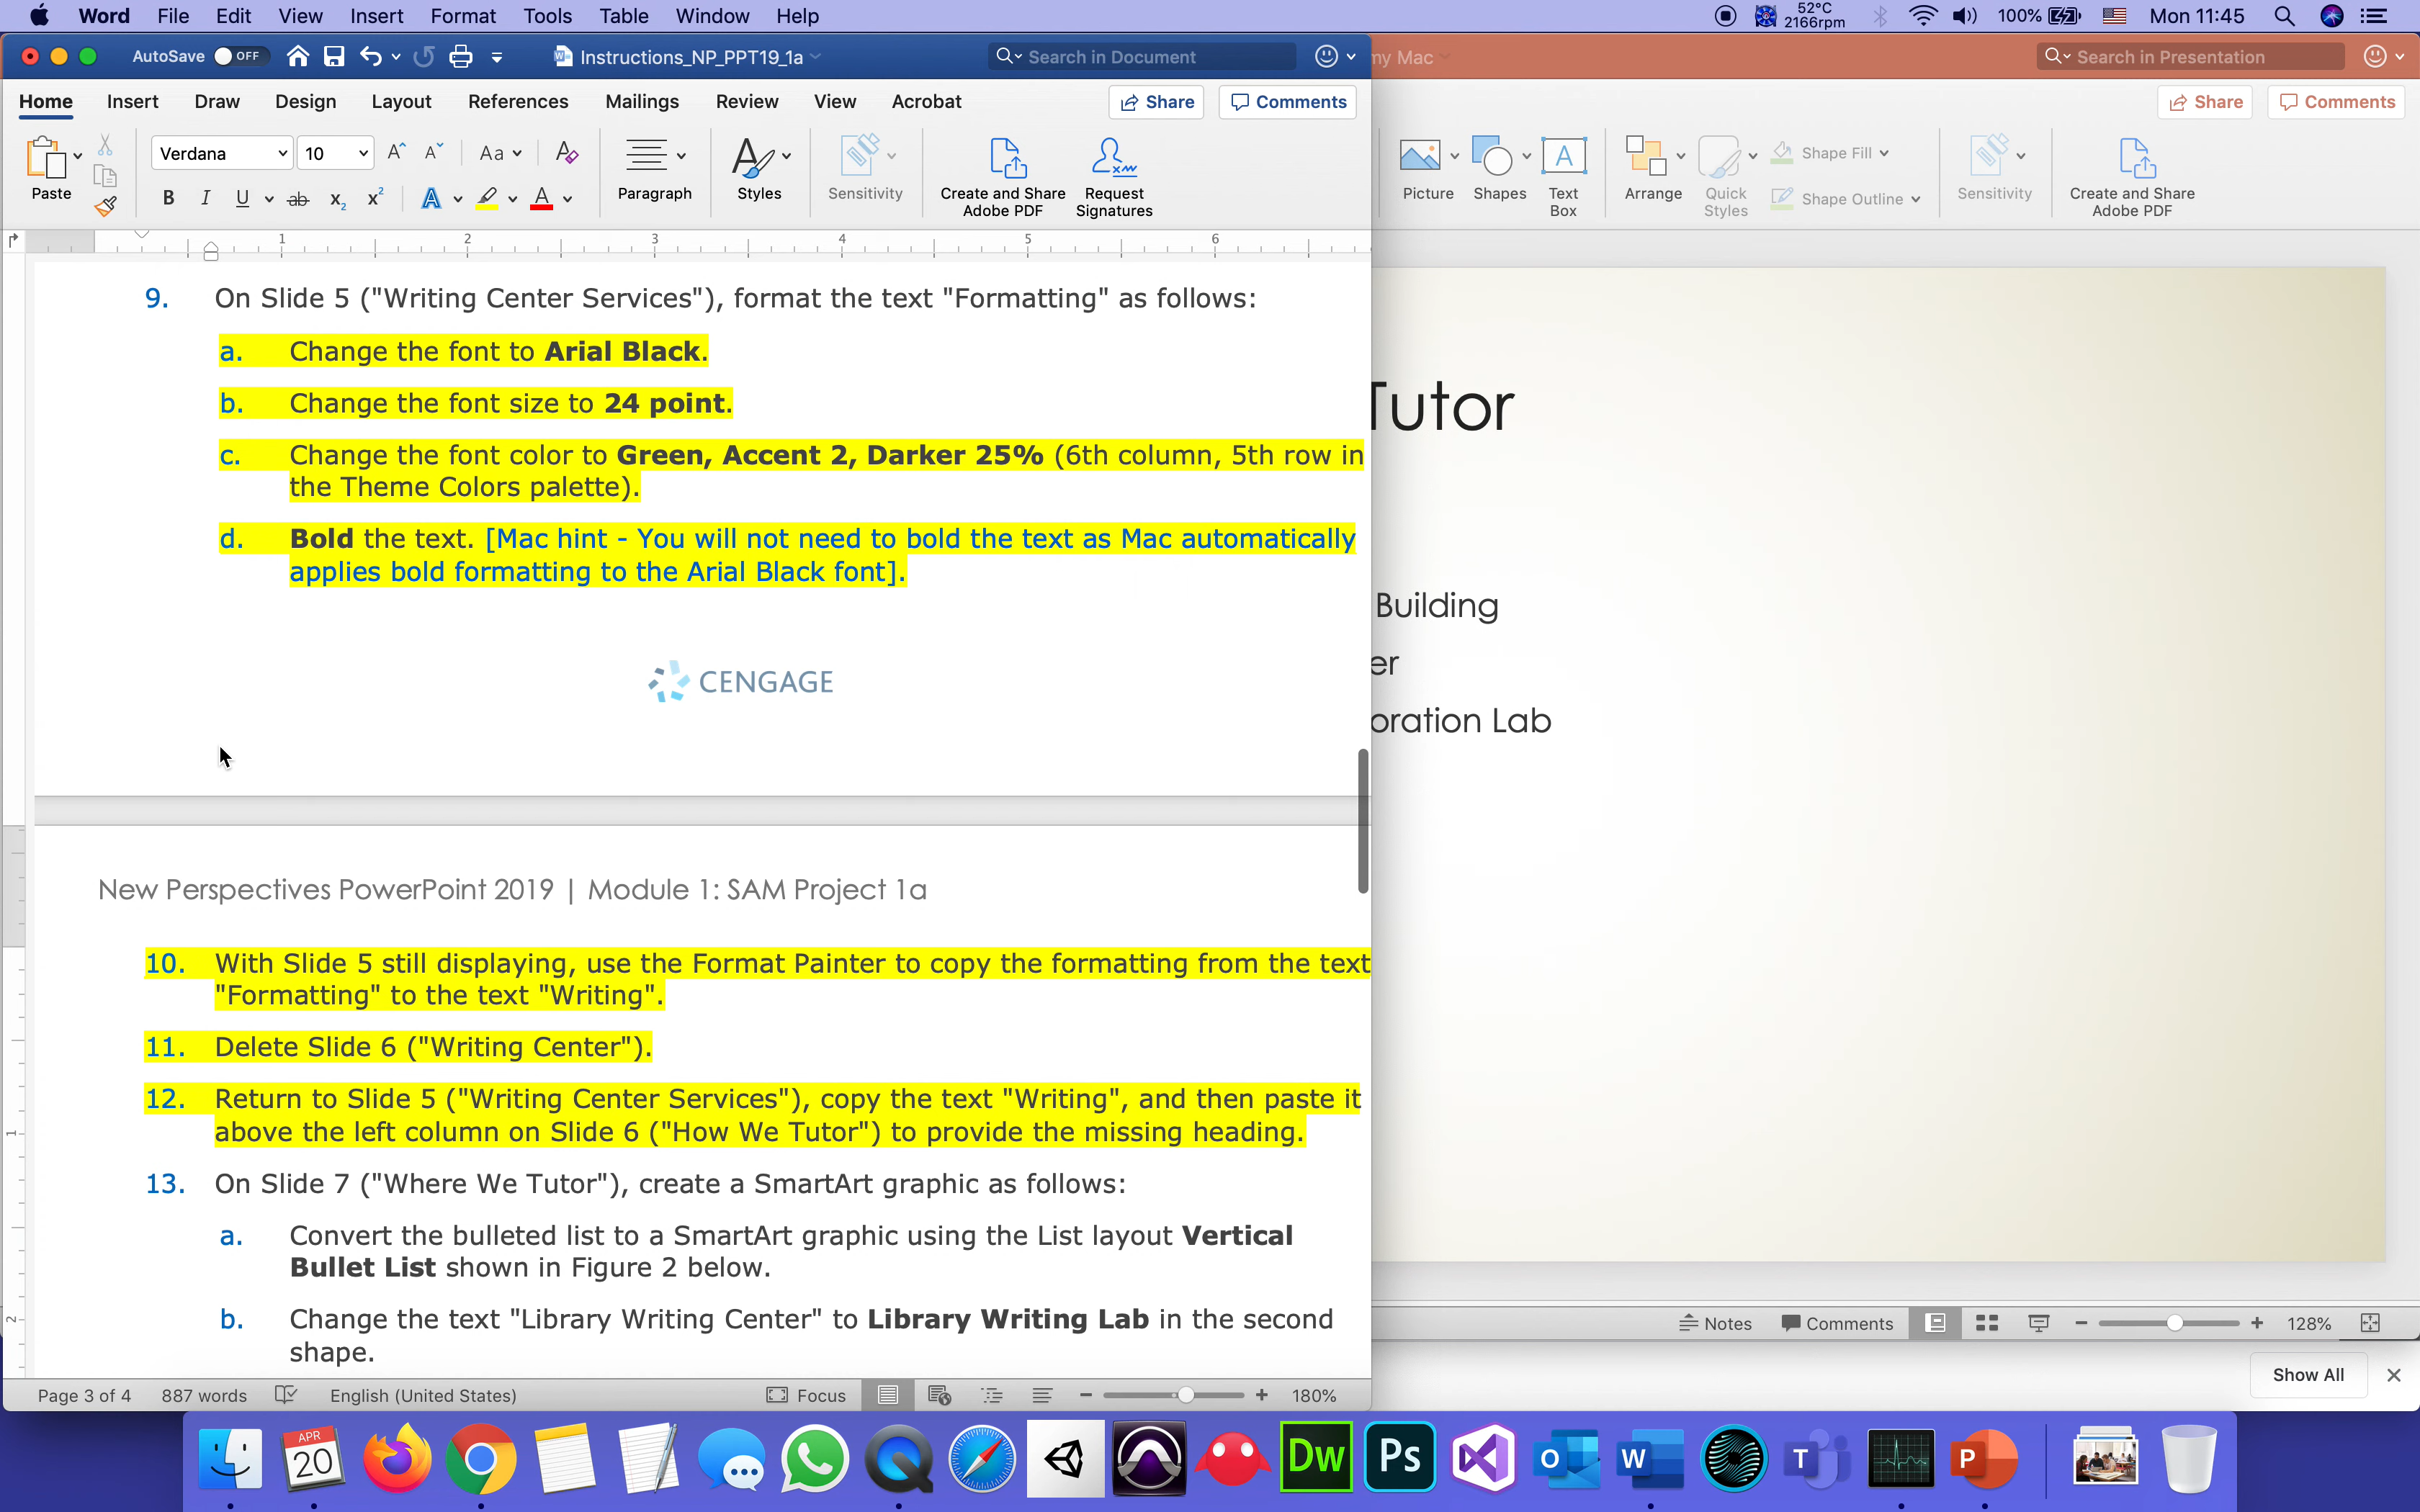 Word File Edit View Insert Format Tools Table Window Help
52°C
2166rpm
100%
Mon 11:45
AutoSave OFF
Instructions_NP_PPT19_1a
Search in Document
my Mac
Search in Presentation
Home Insert Draw Design Layout References Mailings Review View Acrobat
Share Comments
Share Comments
Verdana
10
Aa
Paste
Paragraph
Styles
Sensitivity
Create and Share
Adobe PDF
Request
Signatures
Picture
Shapes
Text
Box
Arrange
Quick
Styles
Shape Fill
Shape Outline
Sensitivity
Create and Share
Adobe PDF
1 2 3 4 5 6
9. On Slide 5 ("Writing Center Services"), format the text "Formatting" as follows:
a. Change the font to Arial Black.
b. Change the font size to 24 point.
c. Change the font color to Green, Accent 2, Darker 25% (6th column, 5th row in
the Theme Colors palette).
d. Bold the text. [Mac hint - You will not need to bold the text as Mac automatically
applies bold formatting to the Arial Black font].
CENGAGE
New Perspectives PowerPoint 2019 | Module 1: SAM Project 1a
10. With Slide 5 still displaying, use the Format Painter to copy the formatting from the text
"Formatting" to the text "Writing".
11. Delete Slide 6 ("Writing Center").
12. Return to Slide 5 ("Writing Center Services"), copy the text "Writing", and then paste it
above the left column on Slide 6 ("How We Tutor") to provide the missing heading.
13. On Slide 7 ("Where We Tutor"), create a SmartArt graphic as follows:
a. Convert the bulleted list to a SmartArt graphic using the List layout Vertical
Bullet List shown in Figure 2 below.
b. Change the text "Library Writing Center" to Library Writing Lab in the second
shape.
Tutor
Building
er
oration Lab
Notes Comments 128%
Show All
Page 3 of 4 887 words English (United States) Focus 180%
APR
20
Dw
Ps
O
W
T
P